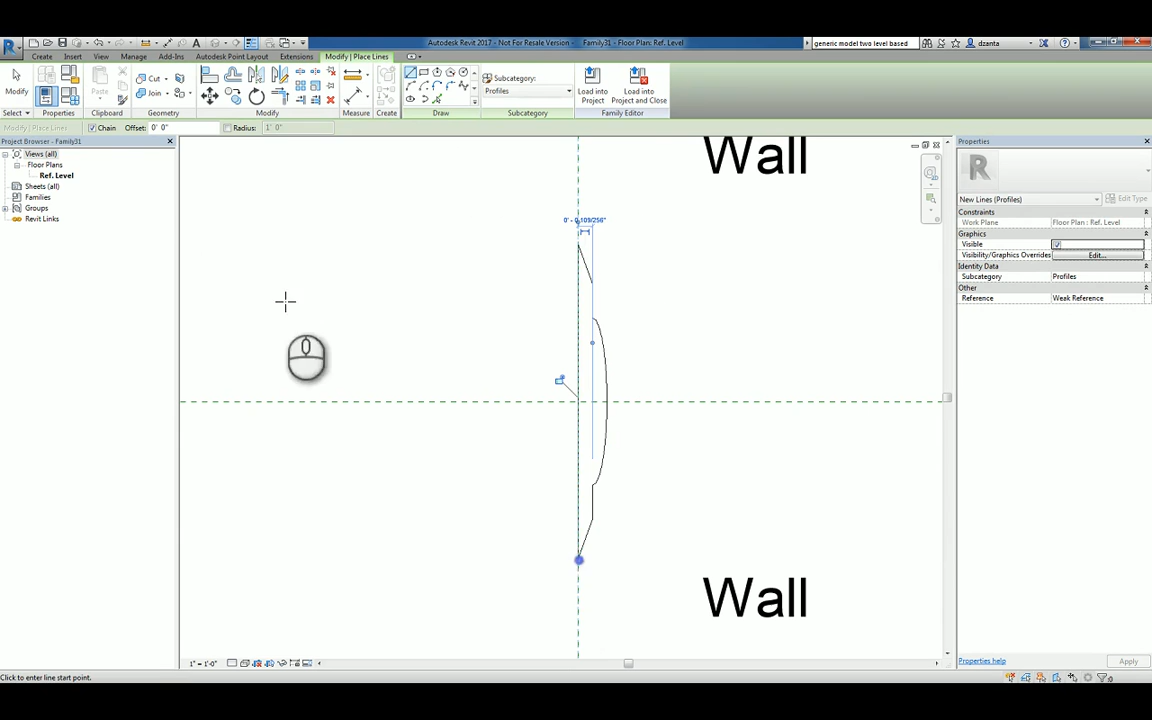 Autodesk Revit 2017 - Not For Resale Version - Family31 - Floor Plan: Ref. Level
generic model two level based
dzanta
Create Insert View Manage Add-Ins Autodesk Point Layout Extensions Modify | Place Lines
Modify
Paste
Cut
Join
Subcategory:
Profiles
Load into
Project
Load into
Project and Close
Select Properties Clipboard Geometry Modify Measure Create Draw Subcategory Family Editor
Modify | Place Lines
Chain Offset: 0' 0" Radius: 1' 0"
Project Browser - Family31
Views (all)
Floor Plans
Ref. Level
Sheets (all)
Families
Groups
Revit Links
Wall
Wall
Properties
New Lines (Profiles)
Edit Type
Constraints
Work Plane Floor Plan : Ref. Level
Graphics
Visible
Visibility/Graphics Overrides Edit...
Identity Data
Subcategory Profiles
Other
Reference Weak Reference
Properties help
Apply
1" = 1'-0"
Click to enter line start point.
:0